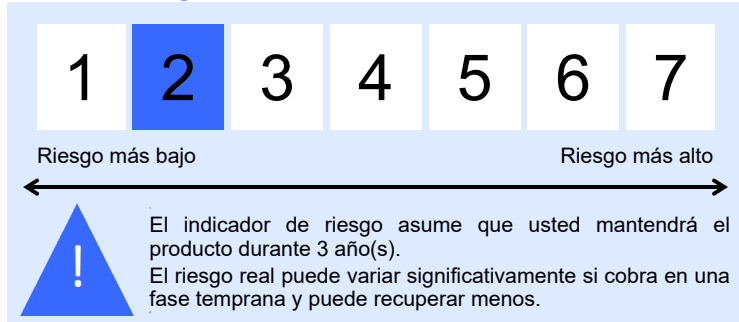 1 2 3 4 5 6 7
Riesgo más bajo Riesgo más alto
!
El indicador de riesgo asume que usted mantendrá el
producto durante 3 año(s).
El riesgo real puede variar significativamente si cobra en una
fase temprana y puede recuperar menos.